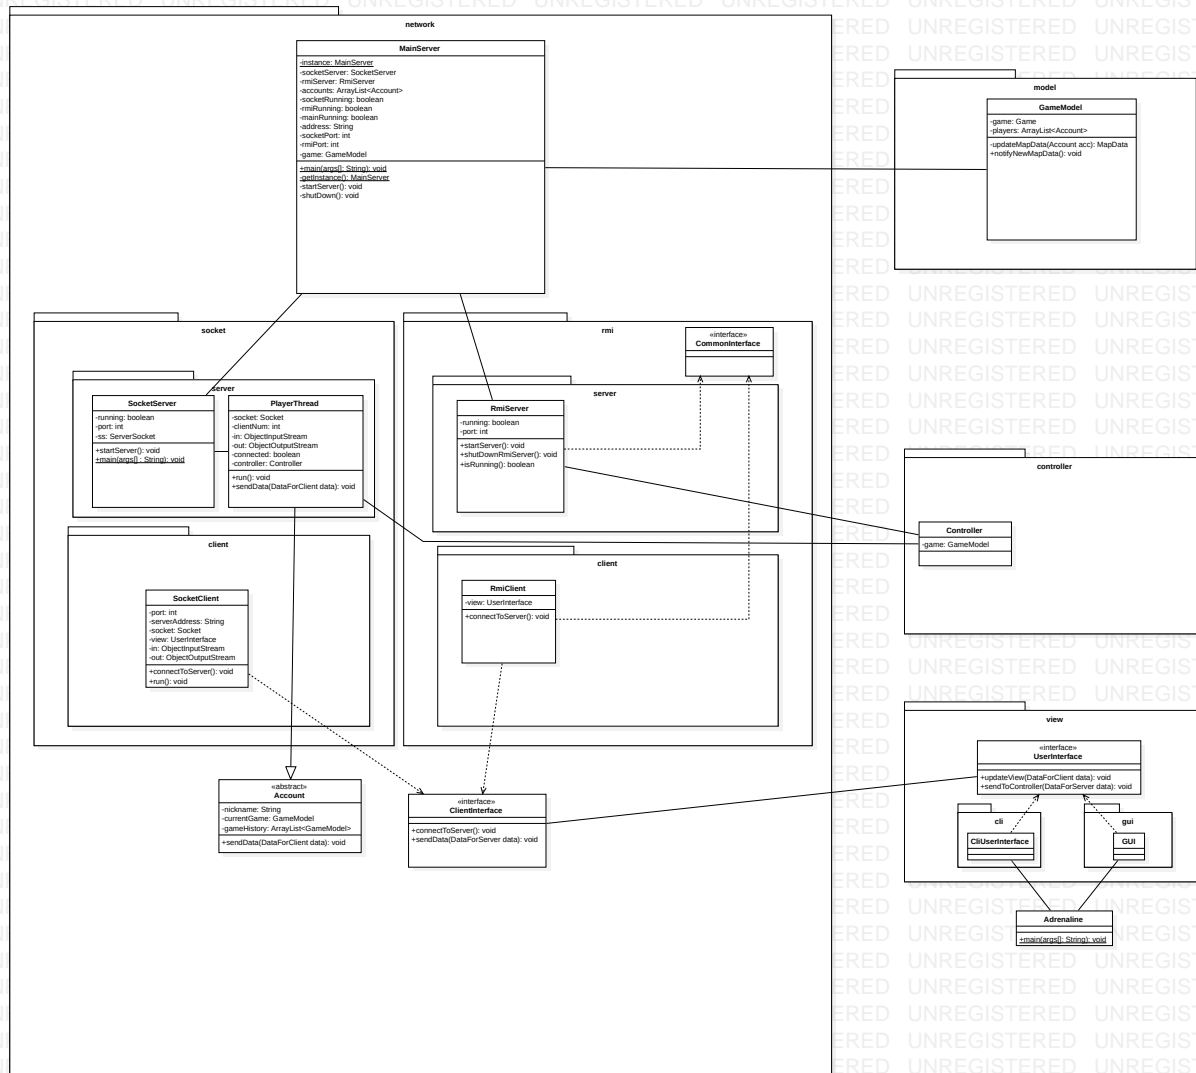 network
MainServer
-instance: MainServer
-socketServer: SocketServer
-rmiServer: RmiServer
-accounts: ArrayList<Account>
-socketRunning: boolean
-rmiRunning: boolean
-mainRunning: boolean
-address: String
-socketPort: int
-rmiPort: int
-game: GameModel
+main(args[]: String): void
-getInstance(): MainServer
-startServer(): void
-shutDown(): void
model
GameModel
-game: Game
-players: ArrayList<Account>
-updateMapData(Account acc): MapData
+notifyNewMapData(): void
socket
server
SocketServer
-running: boolean
-port: int
-ss: ServerSocket
+startServer(): void
+main(args[] : String): void
PlayerThread
-socket: Socket
-clientNum: int
-in: ObjectInputStream
-out: ObjectOutputStream
-connected: boolean
-controller: Controller
+run(): void
+sendData(DataForClient data): void
client
SocketClient
-port: int
-serverAddress: String
-socket: Socket
-view: UserInterface
-in: ObjectInputStream
-out: ObjectOutputStream
+connectToServer(): void
+run(): void
rmi
«interface»
CommonInterface
server
RmiServer
-running: boolean
-port: int
+startServer(): void
+shutDownRmiServer(): void
+isRunning(): boolean
client
RmiClient
-view: UserInterface
+connectToServer(): void
controller
Controller
-game: GameModel
«abstract»
Account
-nickname: String
-currentGame: GameModel
-gameHistory: ArrayList<GameModel>
+sendData(DataForClient data): void
«interface»
ClientInterface
+connectToServer(): void
+sendData(DataForServer data): void
view
«interface»
UserInterface
+updateView(DataForClient data): void
+sendToController(DataForServer data): void
cli
CliUserInterface
gui
GUI
Adrenaline
+main(args[]: String): void
UNREGISTERED